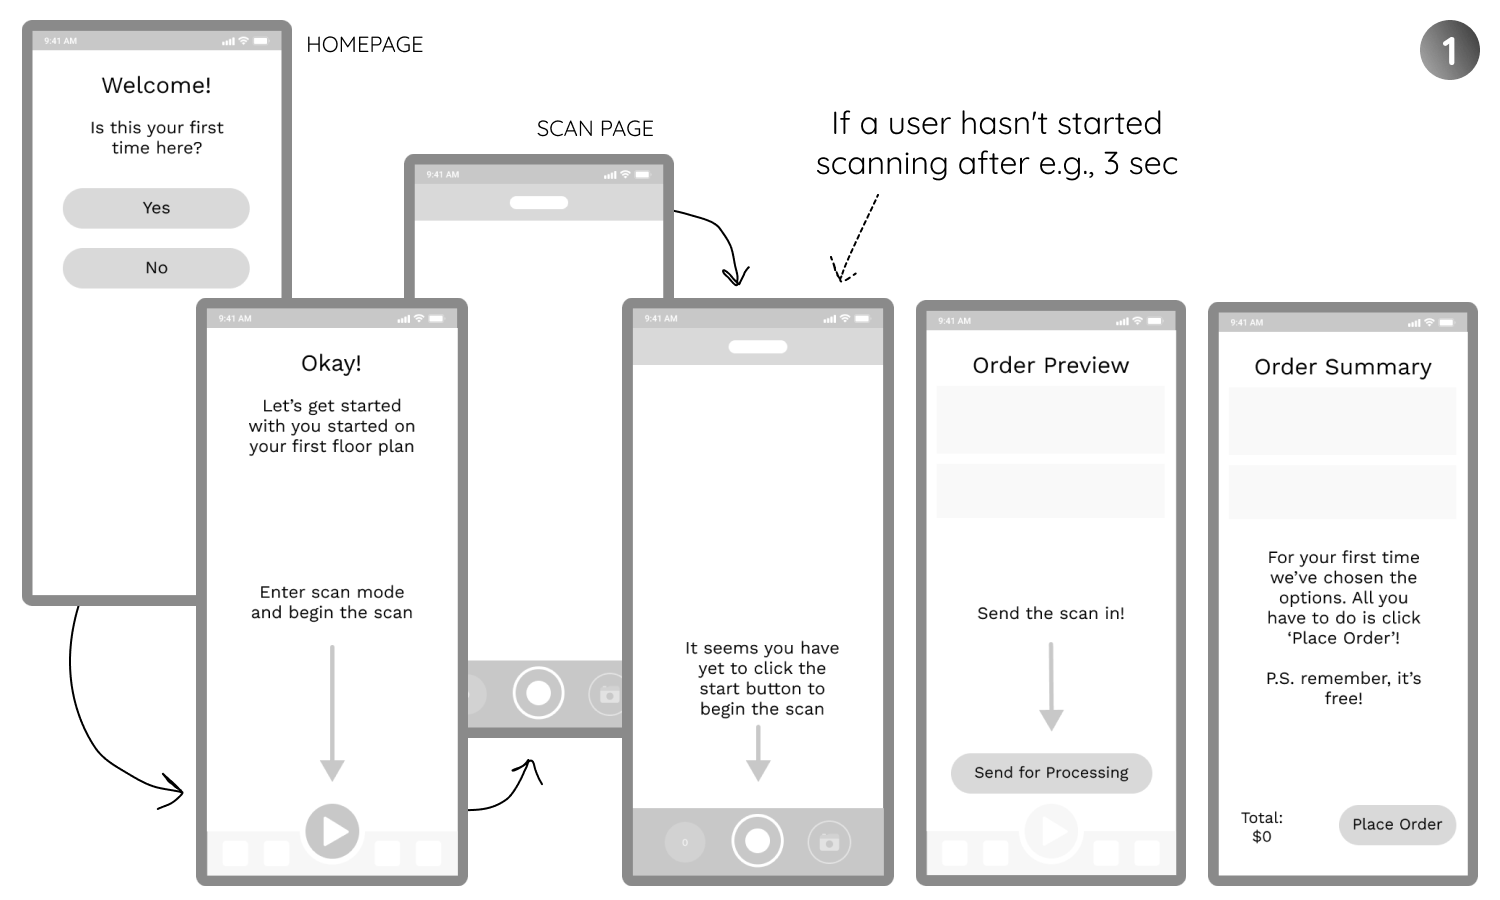 9:41 AM
HOMEPAGE
1
Welcome!
Is this your first
time here?
Yes
No
SCAN PAGE
9:41 AM
If a user hasn't started
scanning after e.g., 3 sec
9:41 AM
Okay!
Let's get started
with you started on
your first floor plan
Enter scan mode
and begin the scan
9:41 AM
It seems you have
yet to click the
start button to
begin the scan
0
9:41 AM
Order Preview
Send the scan in!
Send for Processing
9:41 AM
Order Summary
For your first time
we've chosen the
options. All you
have to do is click
‘Place Order’!
P.S. remember, it's
free!
Total:
$0
Place Order